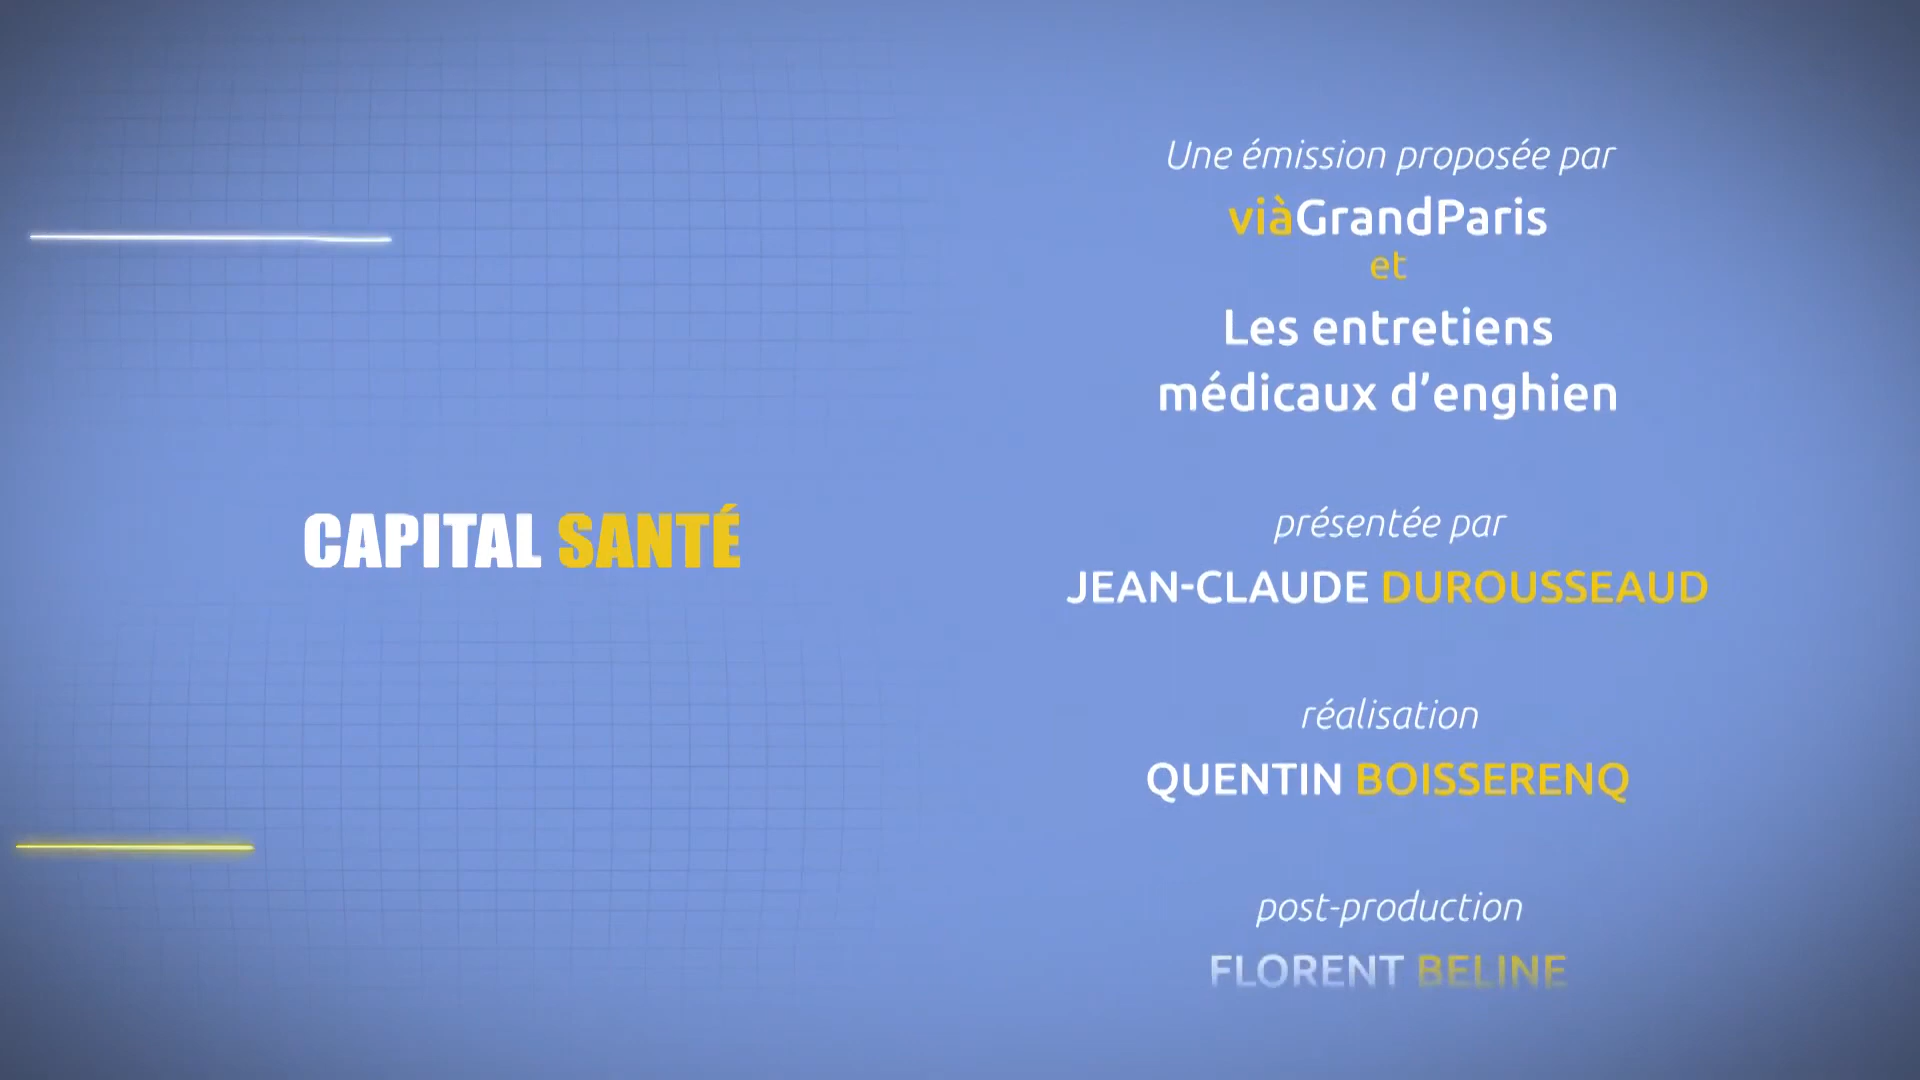 CAPITAL SANTÉ
Une émission proposée par
viàGrandParis
et
Les entretiens
médicaux d’enghien
présentée par
JEAN-CLAUDE DUROUSSEAUD
réalisation
QUENTIN BOISSERENQ
post-production
FLORENT BELINE